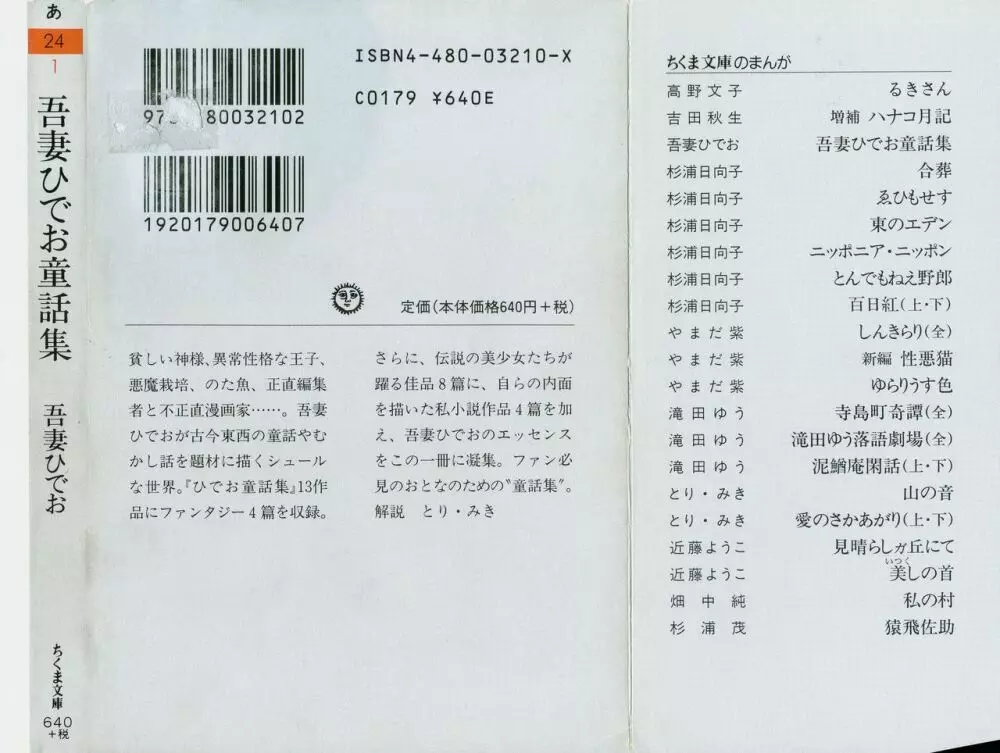 あ
24
1
吾妻ひでお童話集
吾妻ひでお
ちくま文庫
640
+税
ISBN4-480-03210-X
C0179 ¥640E
80032102
1920179006407
定価(本体価格640円+税)
貧しい神様、異常性格な王子、
悪魔栽培、のた魚、正直編集
者と不正直漫画家……。吾妻
ひでおが古今東西の童話やむ
かし話を題材に描くシュール
な世界。『ひでお童話集』13作
品にファンタジー4篇を収録。
さらに、伝説の美少女たちが
躍る佳品8篇に、自らの内面
を描いた私小説作品4篇を加
え、吾妻ひでおのエッセンス
をこの一冊に凝集。ファン必
見のおとなのための〝童話集〟。
解説 とり・みき
ちくま文庫のまんが
高野文子 るきさん
吉田秋生 増補 ハナコ月記
吾妻ひでお 吾妻ひでお童話集
杉浦日向子 合葬
杉浦日向子 ゑひもせす
杉浦日向子 東のエデン
杉浦日向子 ニッポニア・ニッポン
杉浦日向子 とんでもねえ野郎
杉浦日向子 百日紅(上・下)
やまだ紫 しんきらり(全)
やまだ紫 新編 性悪猫
やまだ紫 ゆらりうす色
滝田ゆう 寺島町奇譚(全)
滝田ゆう 滝田ゆう落語劇場(全)
滝田ゆう 泥鰌庵閑話(上・下)
とり・みき 山の音
とり・みき 愛のさかあがり(上・下)
近藤ようこ 見晴らしガ丘にて
いつく
近藤ようこ 美しの首
畑中純 私の村
杉浦茂 猿飛佐助